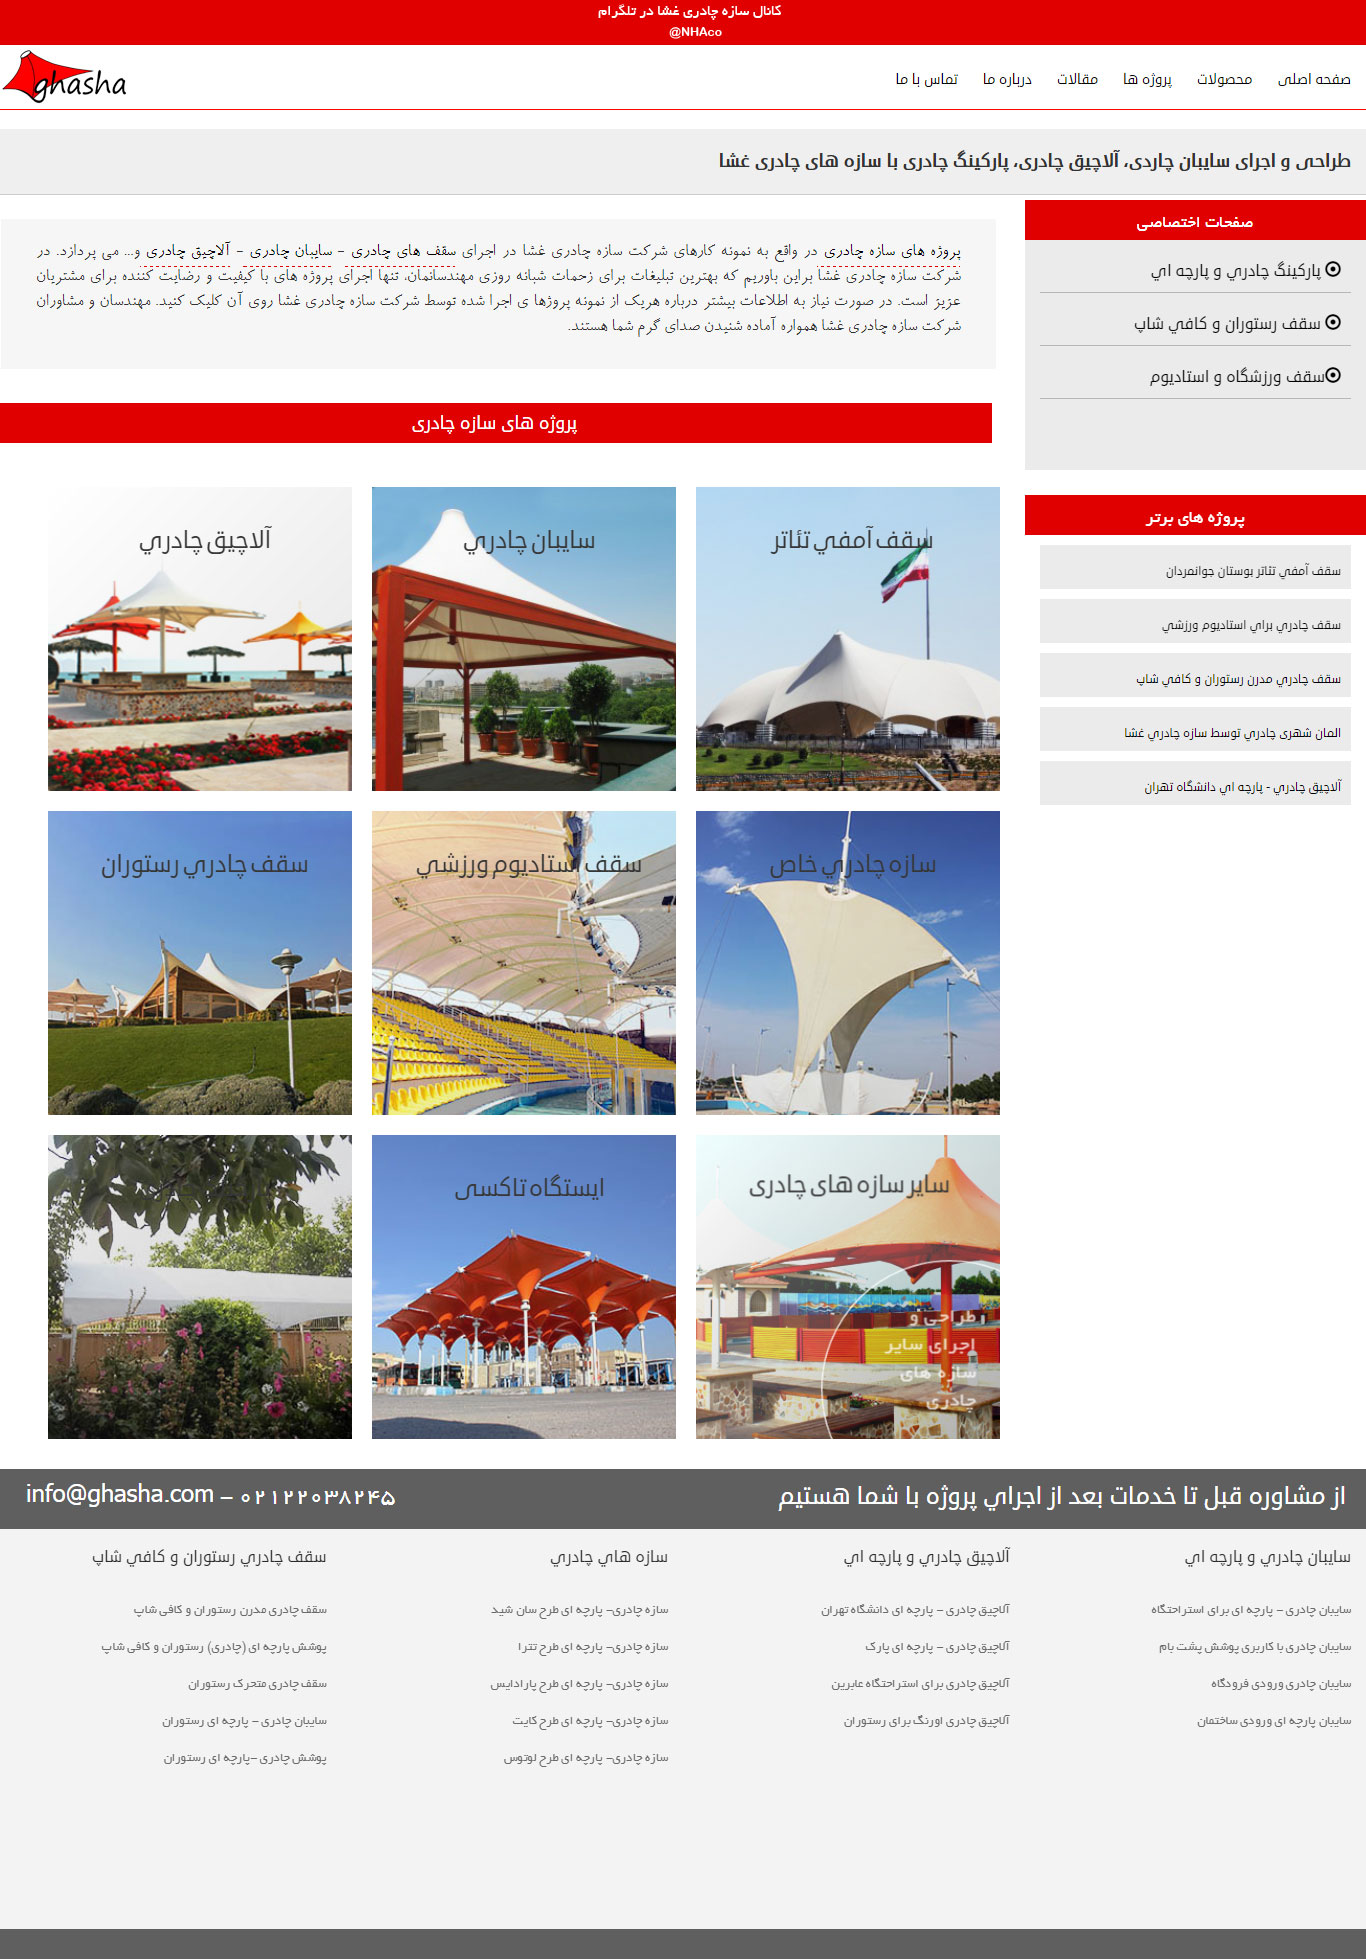 کانال سازه چادری غشا در تلگرام
@NHAco
ghasha
صفحه اصلی
محصولات
پروژه ها
مقالات
درباره ما
تماس با ما
طراحی و اجرای سایبان چاردی، آلاچیق چادری، پارکینگ چادری با سازه های چادری غشا
صفحات اختصاصی
پارکینگ چادري و پارچه اي
سقف رستوران و کافي شاپ
سقف ورزشگاه و استادیوم
پروژه های برتر
سقف آمفي تئاتر بوستان جوانمردان
سقف چادري براي استادیوم ورزشي
سقف چادري مدرن رستوران و کافي شاپ
المان شهری چادري توسط سازه چادري غشا
آلاچیق چادري - پارچه اي دانشگاه تهران
پروژه های سازه چادری در واقع به نمونه کارهای شرکت سازه چادری غشا در اجرای سقف های چادری – سایبان چادری – آلاچیق چادری و... می پردازد. در
شرکت سازه چادری غشا براین باوریم که بهترین تبلیغات برای زحمات شبانه روزی مهندسانمان، تنها اجرای پروژه های با کیفیت و رضایت کننده برای مشتریان
عزیز است. در صورت نیاز به اطلاعات بیشتر درباره هریک از نمونه پروژها ی اجرا شده توسط شرکت سازه چادری غشا روی آن کلیک کنید. مهندسان و مشاوران
شرکت سازه چادری غشا همواره آماده شنیدن صدای گرم شما هستند.
پروژه های سازه چادری
سقف آمفي تئاتر
سایبان چادري
آلاچیق چادري
سازه چادري خاص
سقف استادیوم ورزشي
سقف چادري رستوران
سایر سازه های چادری
طراحی و
اجرای سایر
سازه های
چادری
ایستگاه تاکسی
از مشاوره قبل تا خدمات بعد از اجراي پروژه با شما هستیم
info@ghasha.com – ۰۲۱۲۲۰۳۸۲۴۵
سایبان چادري و پارچه اي
سایبان چادری – پارچه ای برای استراحتگاه
سایبان چادری با کاربری پوشش پشت بام
سایبان چادری ورودی فرودگاه
سایبان پارچه ای ورودی ساختمان
آلاچیق چادري و پارچه اي
آلاچیق چادری – پارچه ای دانشگاه تهران
آلاچیق چادری – پارچه ای پارک
آلاچیق چادری برای استراحتگاه عابرین
آلاچیق چادری اورنگ برای رستوران
سازه هاي چادري
سازه چادری– پارچه ای طرح سان شید
سازه چادری– پارچه ای طرح تترا
سازه چادری– پارچه ای طرح پارادایس
سازه چادری– پارچه ای طرح کایت
سازه چادری– پارچه ای طرح لوتوس
سقف چادري رستوران و کافي شاپ
سقف چادری مدرن رستوران و کافی شاپ
پوشش پارچه ای (چادری) رستوران و کافی شاپ
سقف چادری متحرک رستوران
سایبان چادری – پارچه ای رستوران
پوشش چادری –پارچه ای رستوران